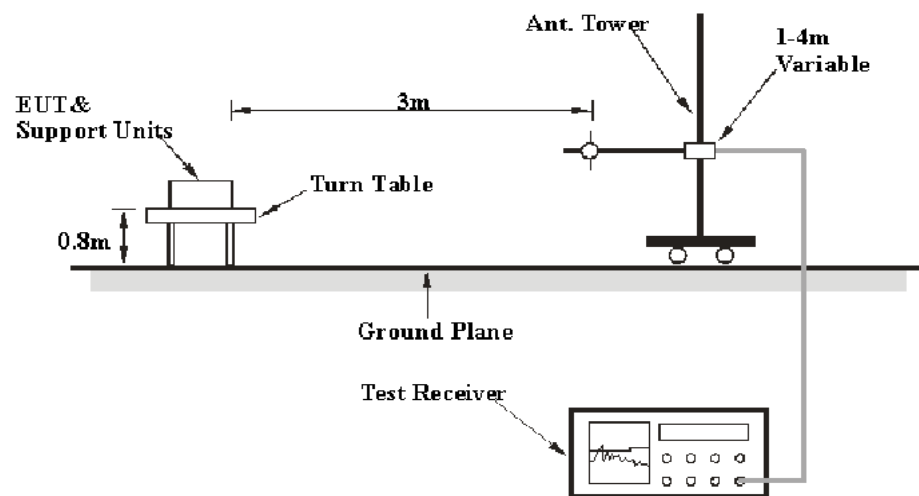 Ant. Tower
1-4m
Variable
EUT&
Support Units
3m
Turn Table
0.8m
Ground Plane
Test Receiver